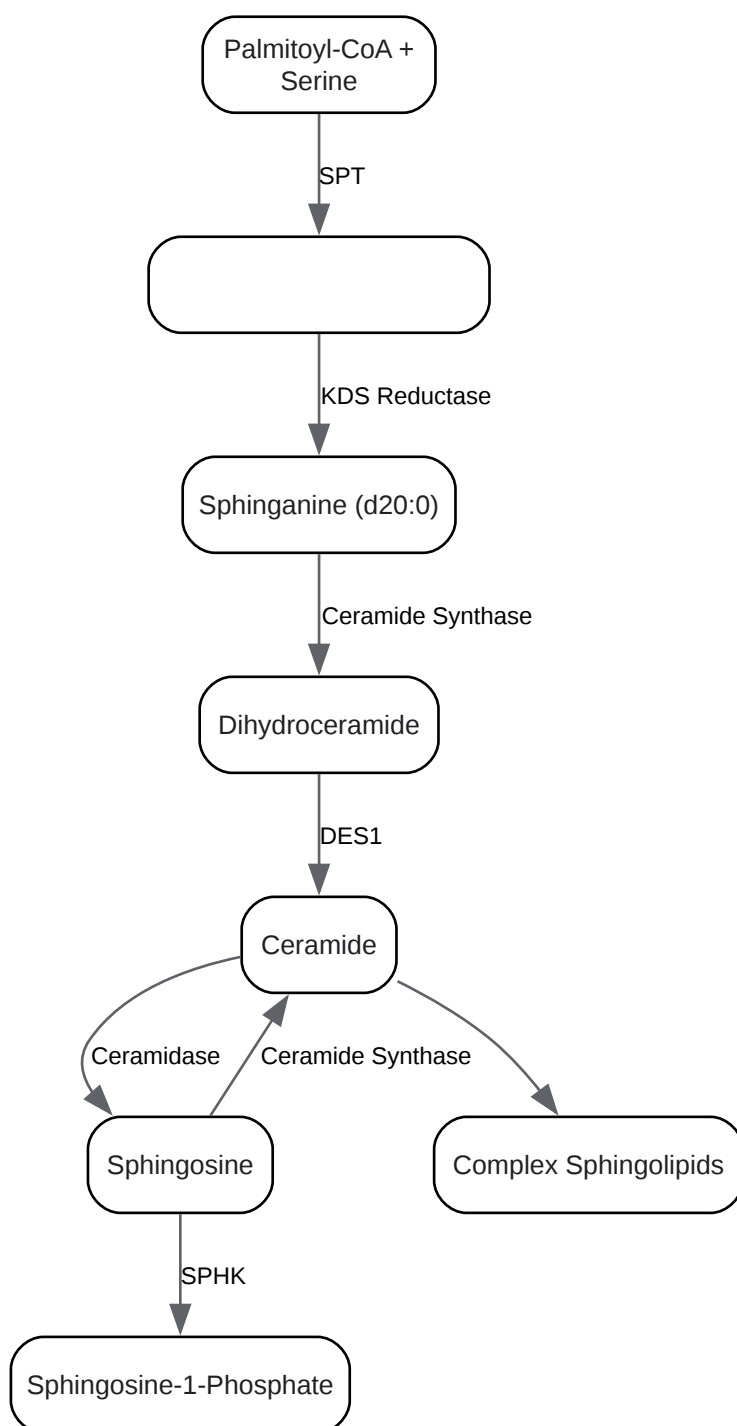 Palmitoyl-CoA +
Serine
SPT
KDS Reductase
Sphinganine (d20:0)
Ceramide Synthase
Dihydroceramide
DES1
Ceramide
Ceramidase
Ceramide Synthase
Sphingosine
Complex Sphingolipids
SPHK
Sphingosine-1-Phosphate